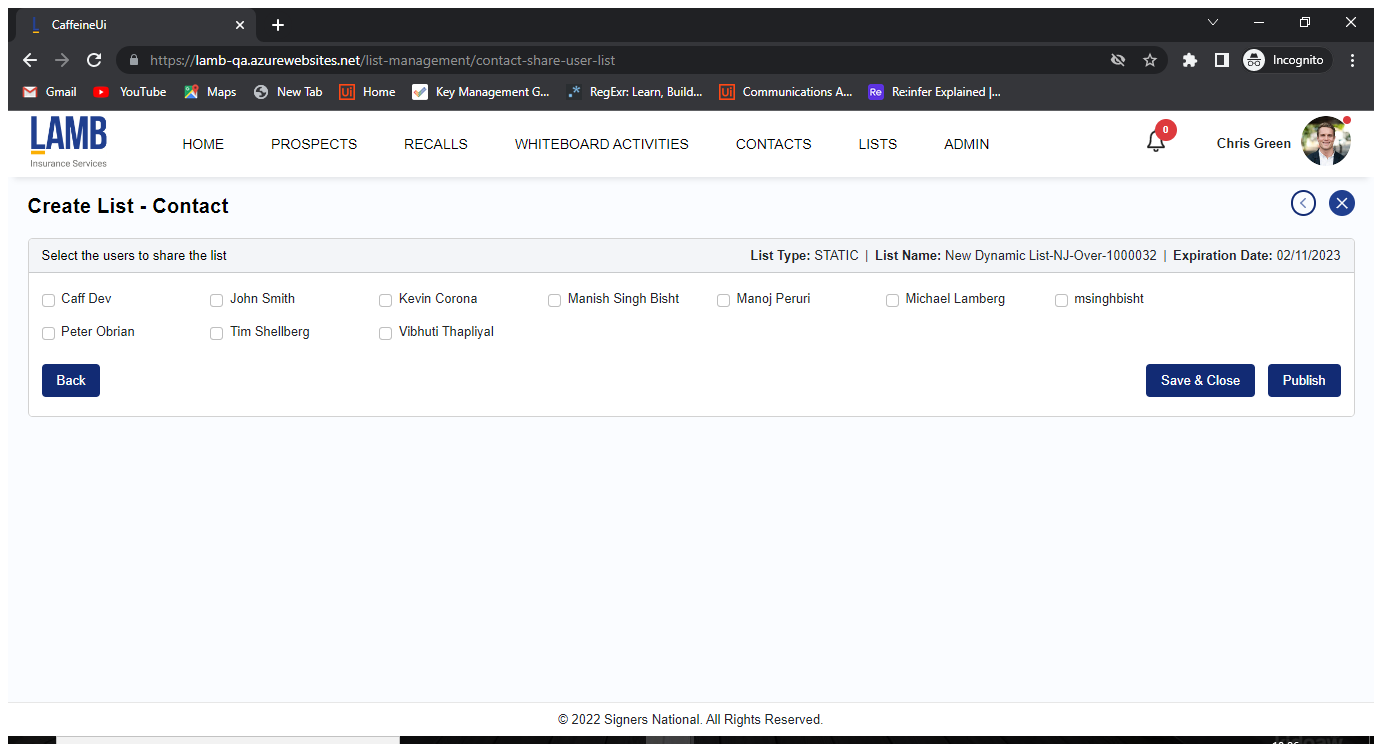 CaffeineUi
https://lamb-qa.azurewebsites.net/list-management/contact-share-user-list Incognito
Gmail YouTube Maps New Tab Ui Home Key Management G... .* RegExr: Learn, Build... Ui Communications A... Re Re:infer Explained |...
LAMB
Insurance Services
HOME PROSPECTS RECALLS WHITEBOARD ACTIVITIES CONTACTS LISTS ADMIN 0 Chris Green
Create List - Contact
Select the users to share the list List Type: STATIC | List Name: New Dynamic List-NJ-Over-1000032 | Expiration Date: 02/11/2023
Caff Dev John Smith Kevin Corona Manish Singh Bisht Manoj Peruri Michael Lamberg msinghbisht
Peter Obrian Tim Shellberg Vibhuti Thapliyal
Back Save & Close Publish
© 2022 Signers National. All Rights Reserved.